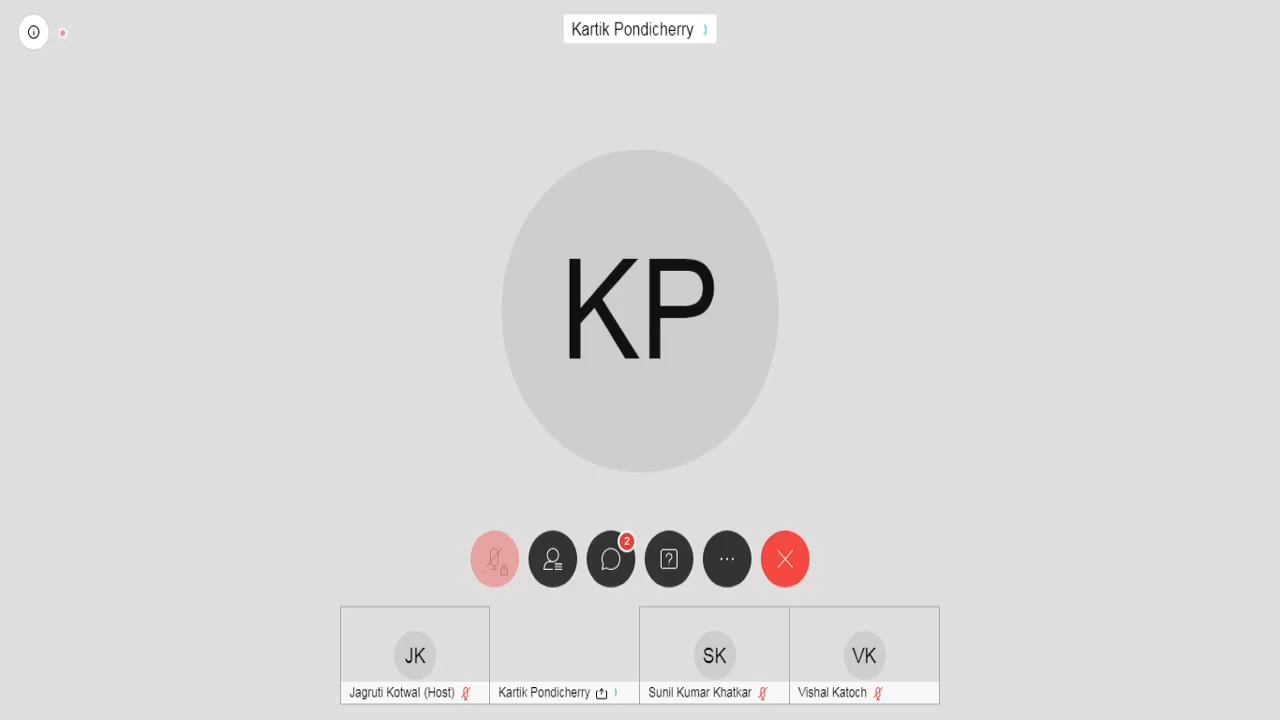 Kartik Pondicherry
KP
2
?
JK
SK
VK
Jagruti Kotwal (Host)
Kartik Pondicherry
Sunil Kumar Khatkar
Vishal Katoch